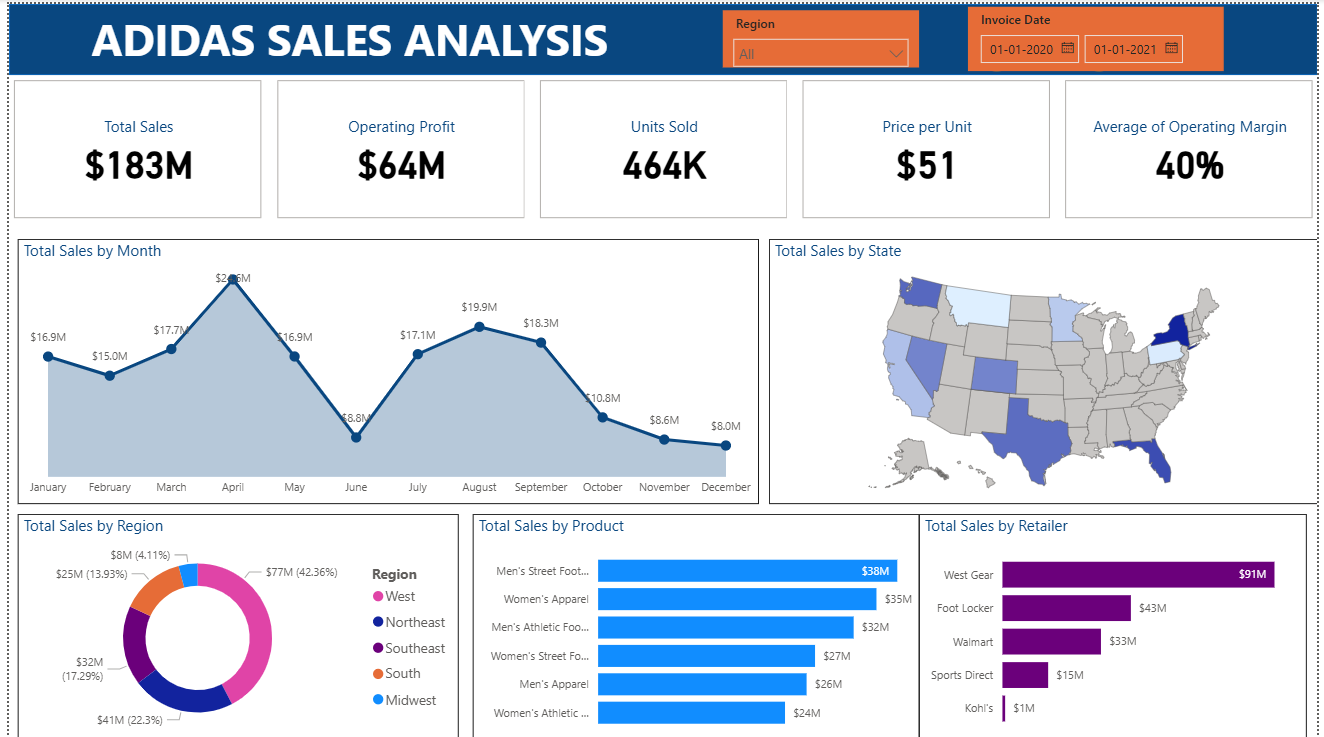 ADIDAS SALES ANALYSIS
Region
All
Invoice Date
01-01-2020
01-01-2021
Total Sales
$183M
Operating Profit
$64M
Units Sold
464K
Price per Unit
$51
Average of Operating Margin
40%
Total Sales by Month
$16.9M
$15.0M
$17.7M
$16.9M
$8.8M
$17.1M
$19.9M
$18.3M
$10.8M
$8.6M
$8.0M
January February March April May June July August September October November December
Total Sales by State
Total Sales by Region
$8M (4.11%)
$25M (13.93%)
$77M (42.36%)
$32M
(17.29%)
$41M (22.3%)
Region
West
Northeast
Southeast
South
Midwest
Total Sales by Product
Men's Street Foot... $38M
Women's Apparel $35M
Men's Athletic Foo... $32M
Women's Street Fo... $27M
Men's Apparel $26M
Women's Athletic ... $24M
Total Sales by Retailer
West Gear $91M
Foot Locker $43M
Walmart $33M
Sports Direct $15M
Kohl's $1M